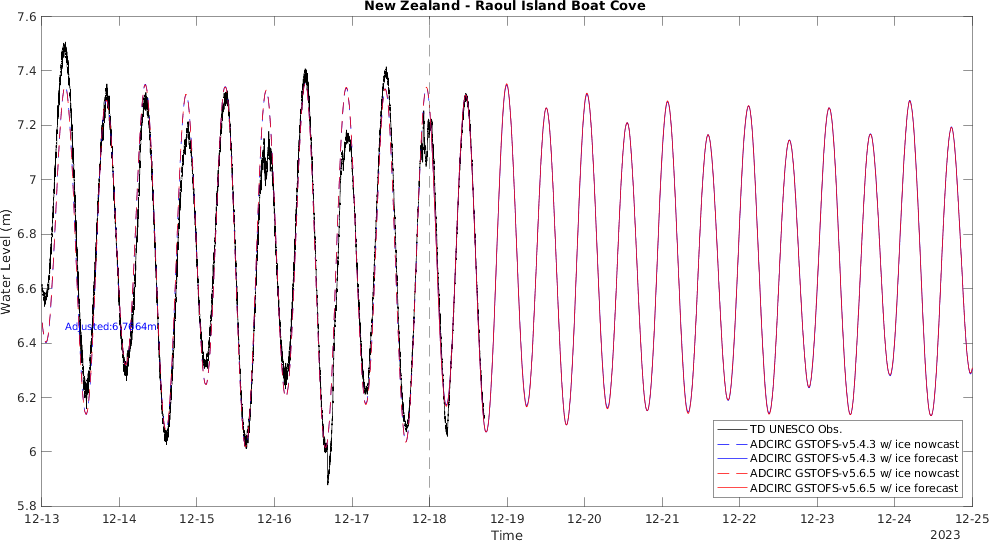 New Zealand - Raoul Island Boat Cove
7.6
7.4
7.2
7
6.8
6.6
6.4
6.2
6
5.8
Water Level (m)
Adjusted:6.7664m
TD UNESCO Obs.
ADCIRC GSTOFS-v5.4.3 w/ ice nowcast
ADCIRC GSTOFS-v5.4.3 w/ ice forecast
ADCIRC GSTOFS-v5.6.5 w/ ice nowcast
ADCIRC GSTOFS-v5.6.5 w/ ice forecast
12-13 12-14 12-15 12-16 12-17 12-18 12-19 12-20 12-21 12-22 12-23 12-24 12-25
Time
2023